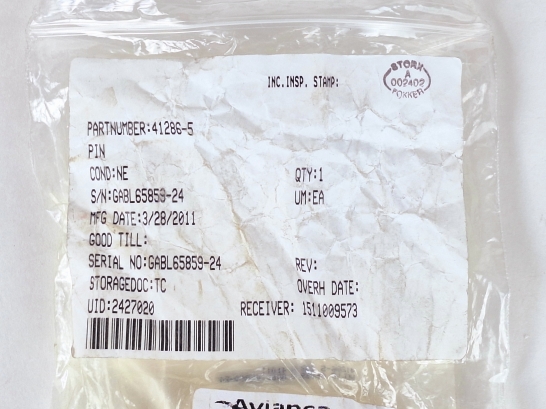 INC.INSP. STAMP:
STORK
A
002402
FOKKER
PARTNUMBER:41286-5
PIN
COND:NE QTY:1
S/N:GABL65859-24 UM:EA
MFG DATE:3/28/2011
GOOD TILL:
SERIAL NO:GABL65859-24 REV:
STORAGEDOC:TC OVERH DATE:
UID:2427020 RECEIVER: 1511009573